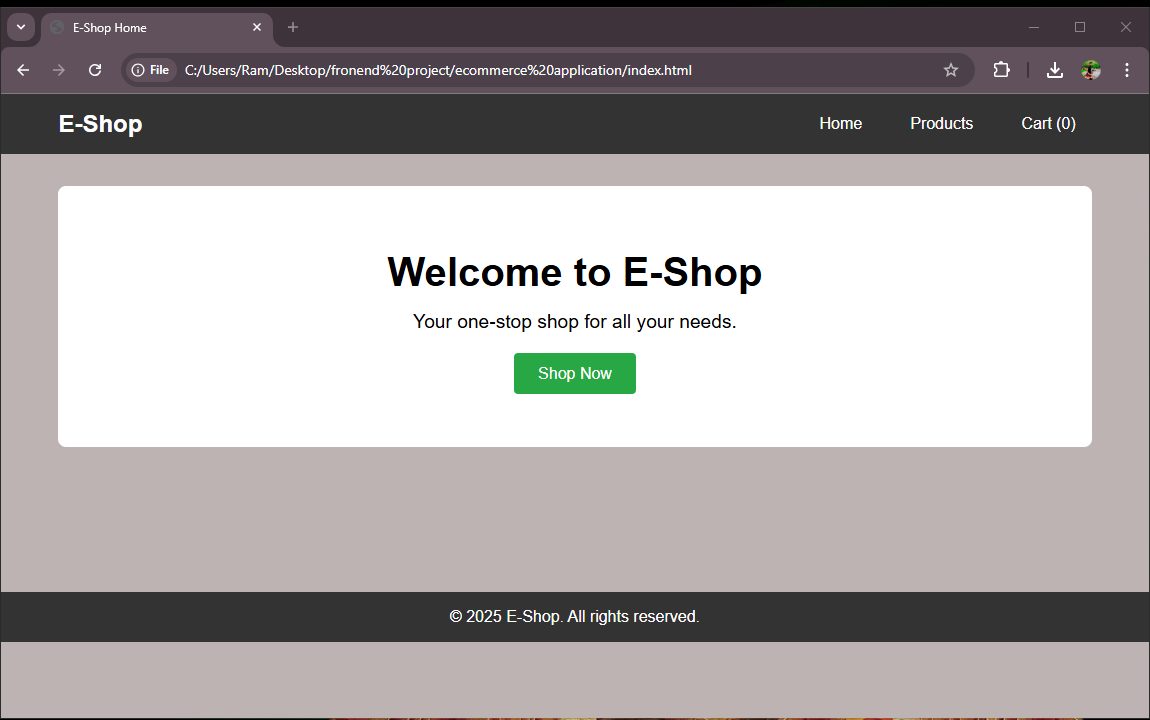 E-Shop Home
File
C:/Users/Ram/Desktop/fronend%20project/ecommerce%20application/index.html
E-Shop
Home
Products
Cart (0)
Welcome to E-Shop
Your one-stop shop for all your needs.
Shop Now
© 2025 E-Shop. All rights reserved.